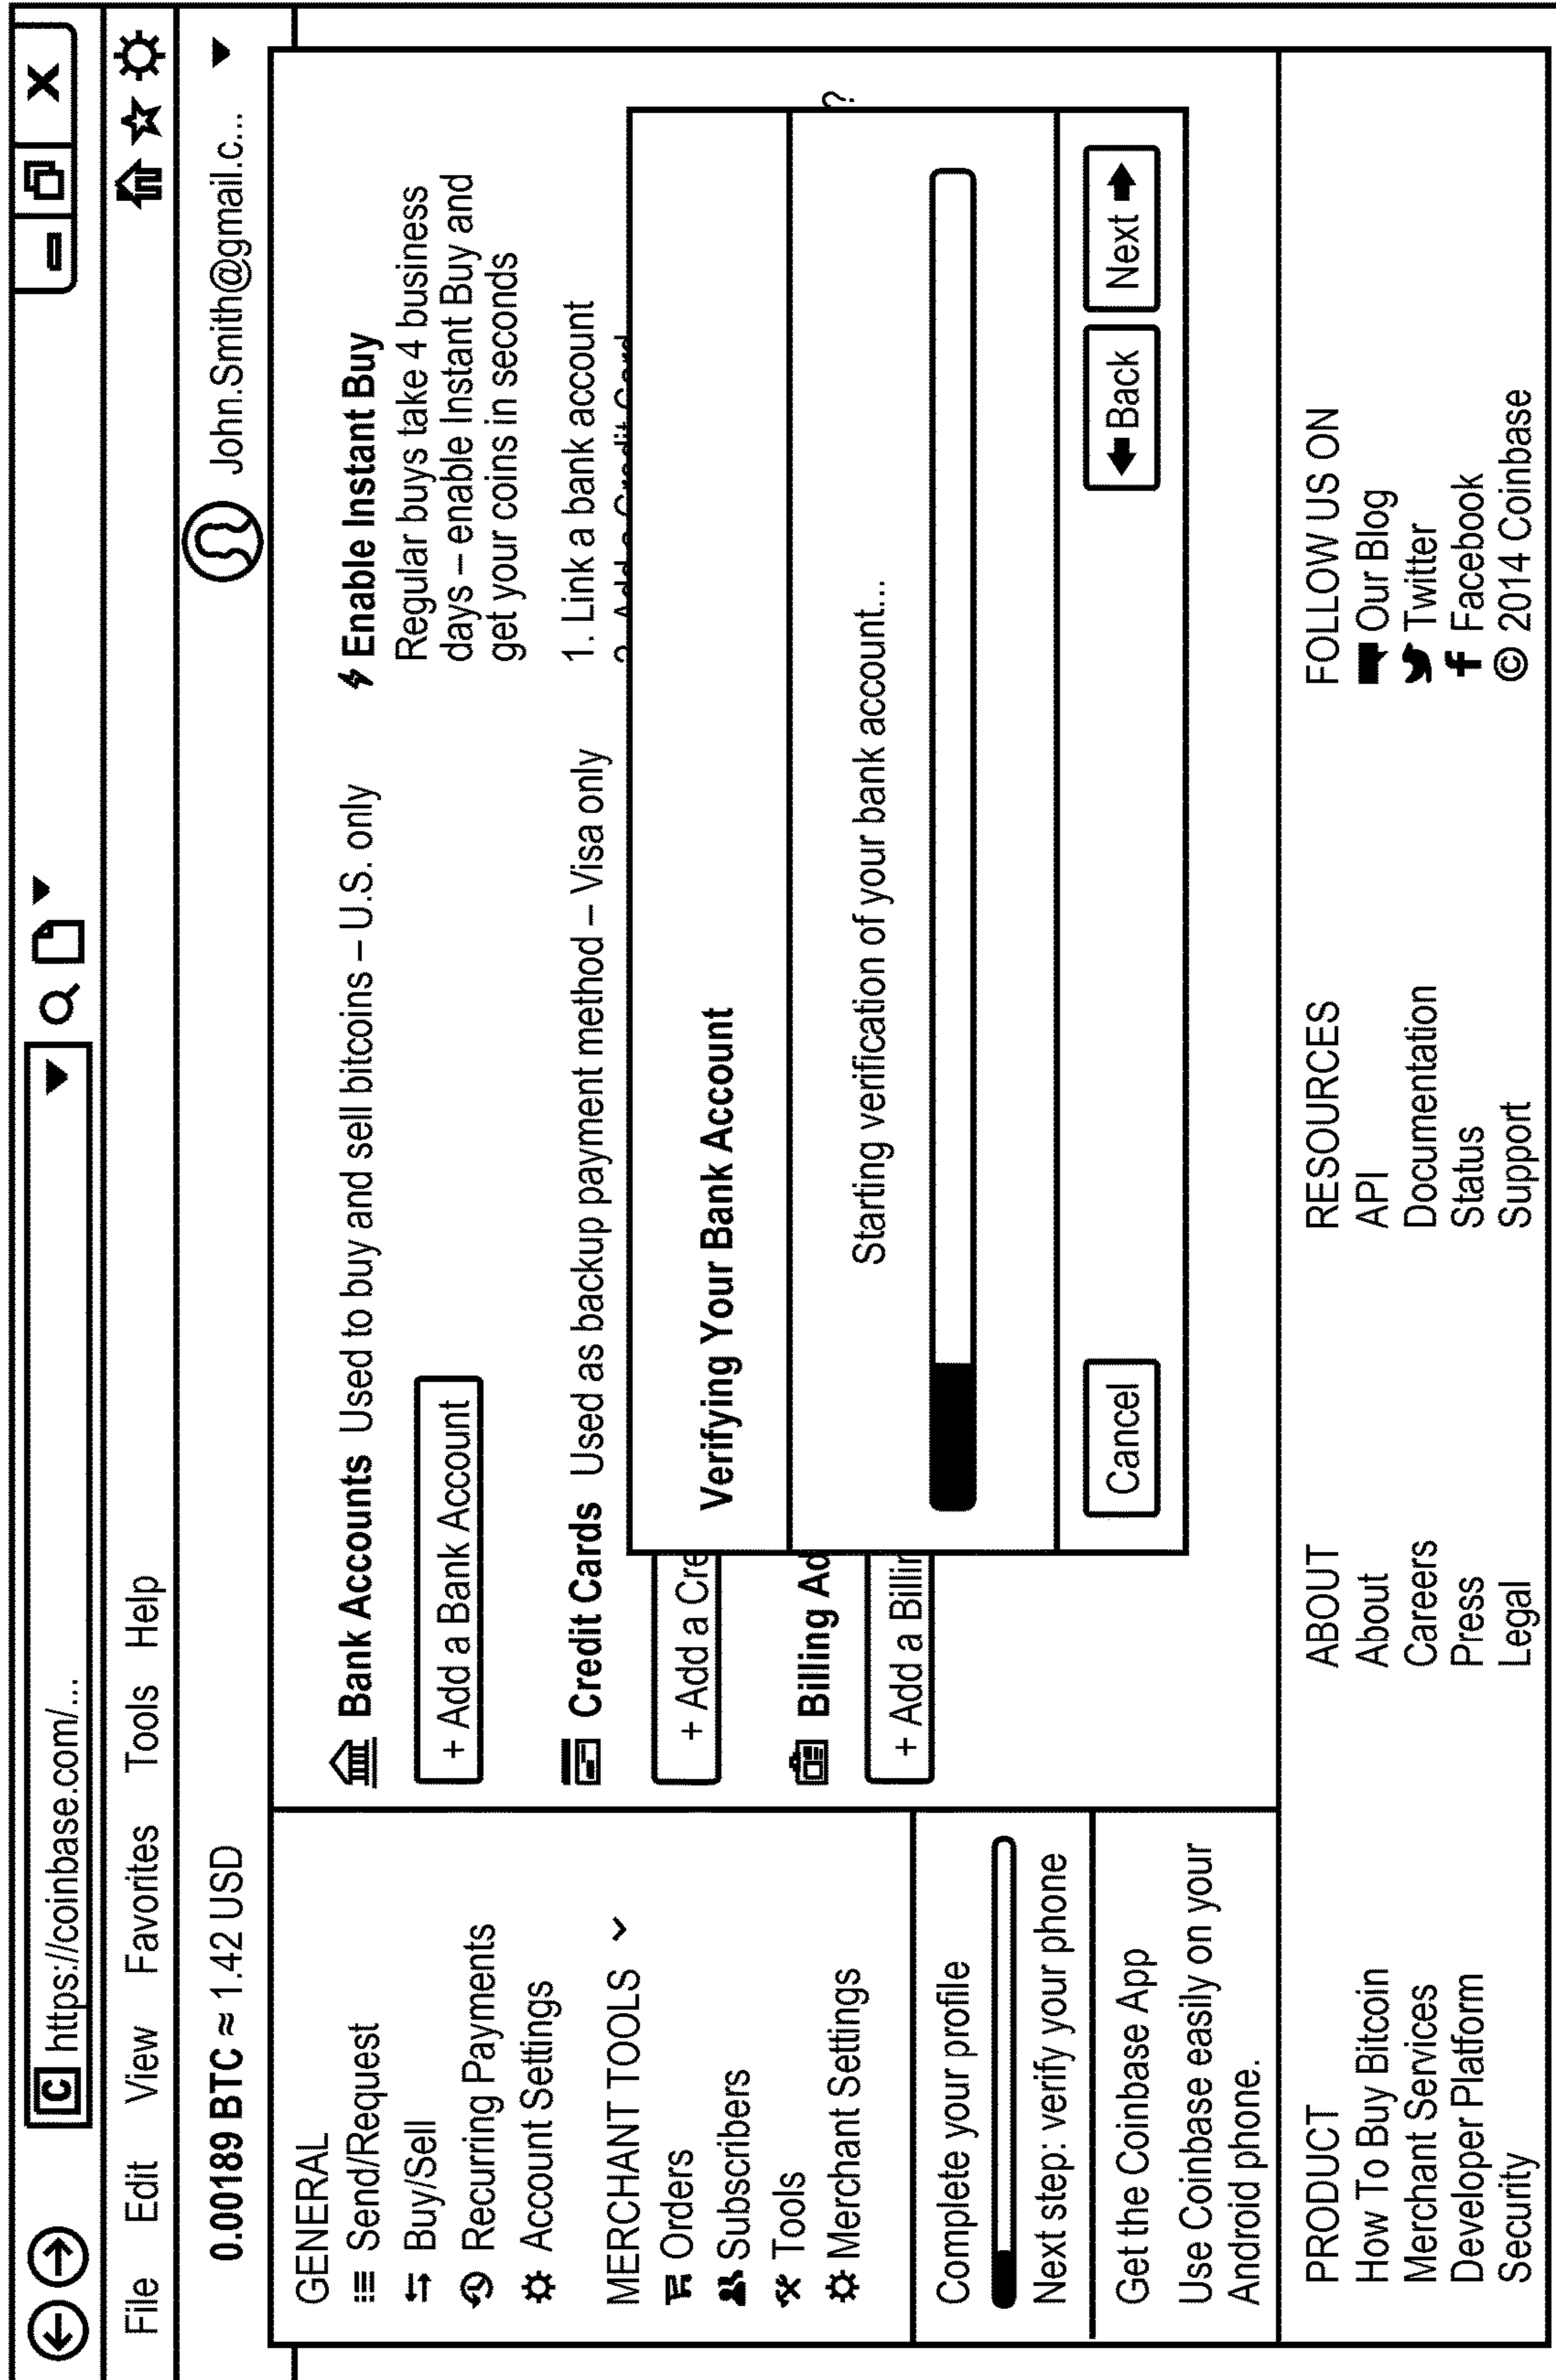 C https://coinbase.com/...
X
File Edit View Favorites Tools Help
0.00189 BTC ≈ 1.42 USD
John.Smith@gmail.c...
GENERAL
Send/Request
Buy/Sell
Recurring Payments
Account Settings
MERCHANT TOOLS
Orders
Subscribers
Tools
Merchant Settings
Complete your profile
Next step: verify your phone
Get the Coinbase App
Use Coinbase easily on your
Android phone.
Bank Accounts Used to buy and sell bitcoins – U.S. only
+ Add a Bank Account
Credit Cards Used as backup payment method – Visa only
+ Add a Cre
Billing Ad
+ Add a Billin
Enable Instant Buy
Regular buys take 4 business
days – enable Instant Buy and
get your coins in seconds
1. Link a bank account
2. Add a Credit Card
?
Verifying Your Bank Account
Starting verification of your bank account...
Cancel
Back
Next
PRODUCT
How To Buy Bitcoin
Merchant Services
Developer Platform
Security
ABOUT
About
Careers
Press
Legal
RESOURCES
API
Documentation
Status
Support
FOLLOW US ON
Our Blog
Twitter
f Facebook
© 2014 Coinbase